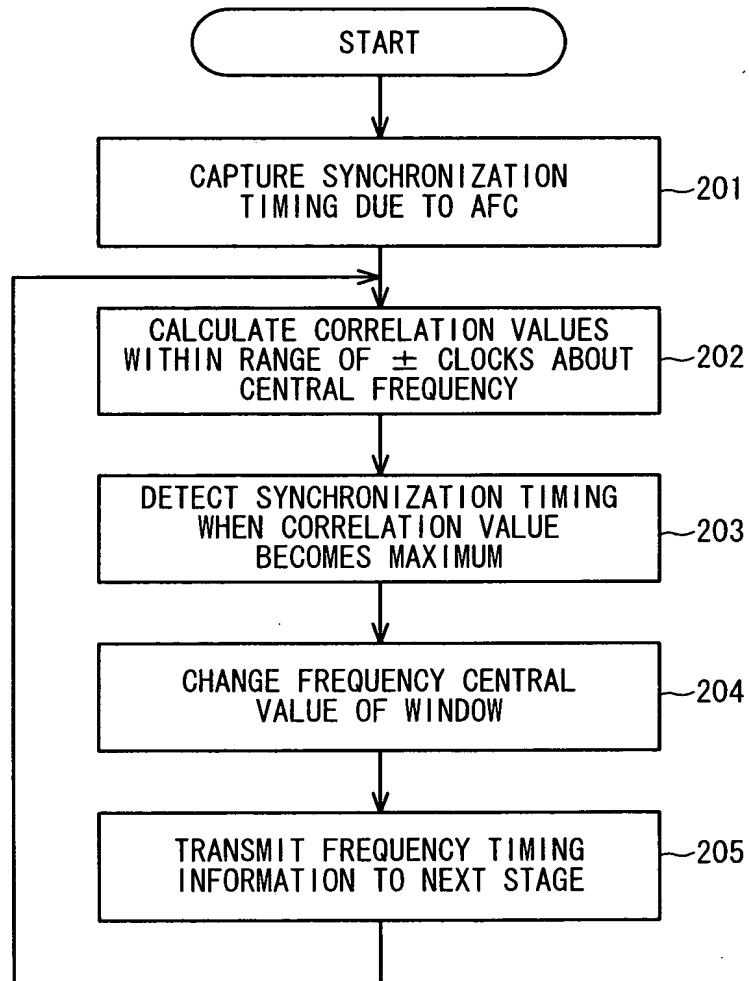 START
CAPTURE SYNCHRONIZATION
TIMING DUE TO AFC
201
CALCULATE CORRELATION VALUES
WITHIN RANGE OF ± CLOCKS ABOUT
CENTRAL FREQUENCY
202
DETECT SYNCHRONIZATION TIMING
WHEN CORRELATION VALUE
BECOMES MAXIMUM
203
CHANGE FREQUENCY CENTRAL
VALUE OF WINDOW
204
TRANSMIT FREQUENCY TIMING
INFORMATION TO NEXT STAGE
205